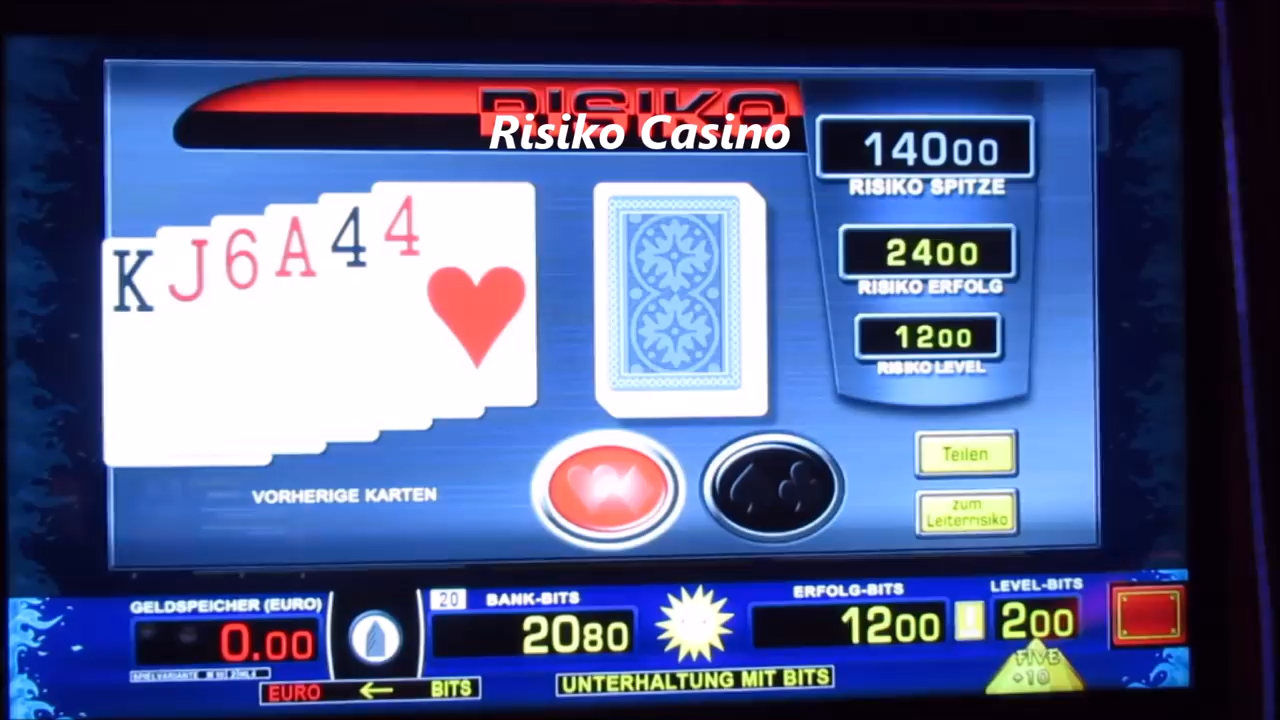 RISIKO
Risiko Casino
14000
RISIKO SPITZE
K J 6 A 4 4
2400
RISIKO ERFOLG
1200
RISIKO LEVEL
Teilen
zum
Leiterrisiko
VORHERIGE KARTEN
GELDSPEICHER (EURO)
0.00
20
BANK-BITS
2080
ERFOLG-BITS
1200
LEVEL-BITS
200
FIVE
+10
SPIELVARIANTE
EURO ← BITS
UNTERHALTUNG MIT BITS